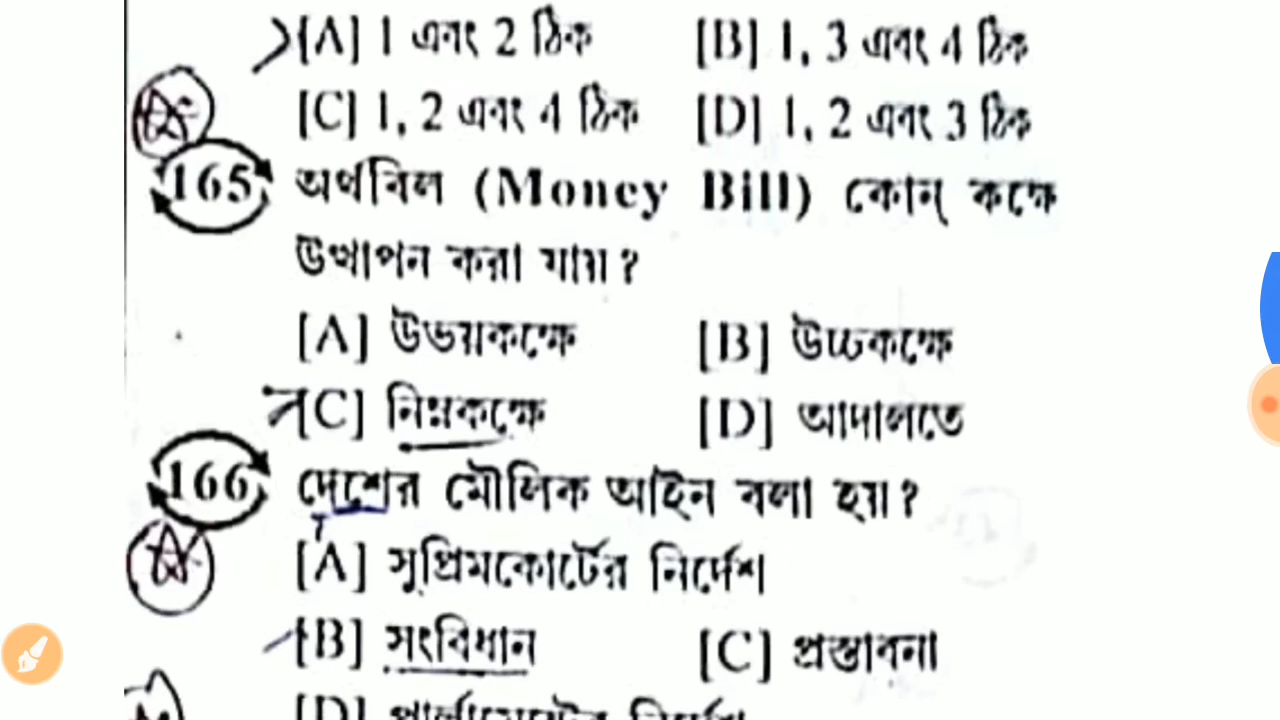 [A] 1 এবং 2 ঠিক [B] 1, 3 এবং 4 ঠিক
[C] 1, 2 এবং 4 ঠিক [D] 1, 2 এবং 3 ঠিক
165 অর্থবিল (Money Bill) কোন্ কক্ষে
উত্থাপন করা যায়?
[A] উভয়কক্ষে [B] উচ্চকক্ষে
[C] নিম্নকক্ষে [D] আদালতে
166 দেশের মৌলিক আইন বলা হয়?
[A] সুপ্রিমকোর্টের নির্দেশ
[B] সংবিধান [C] প্রস্তাবনা
[D] পার্লামেন্টের নির্দেশ